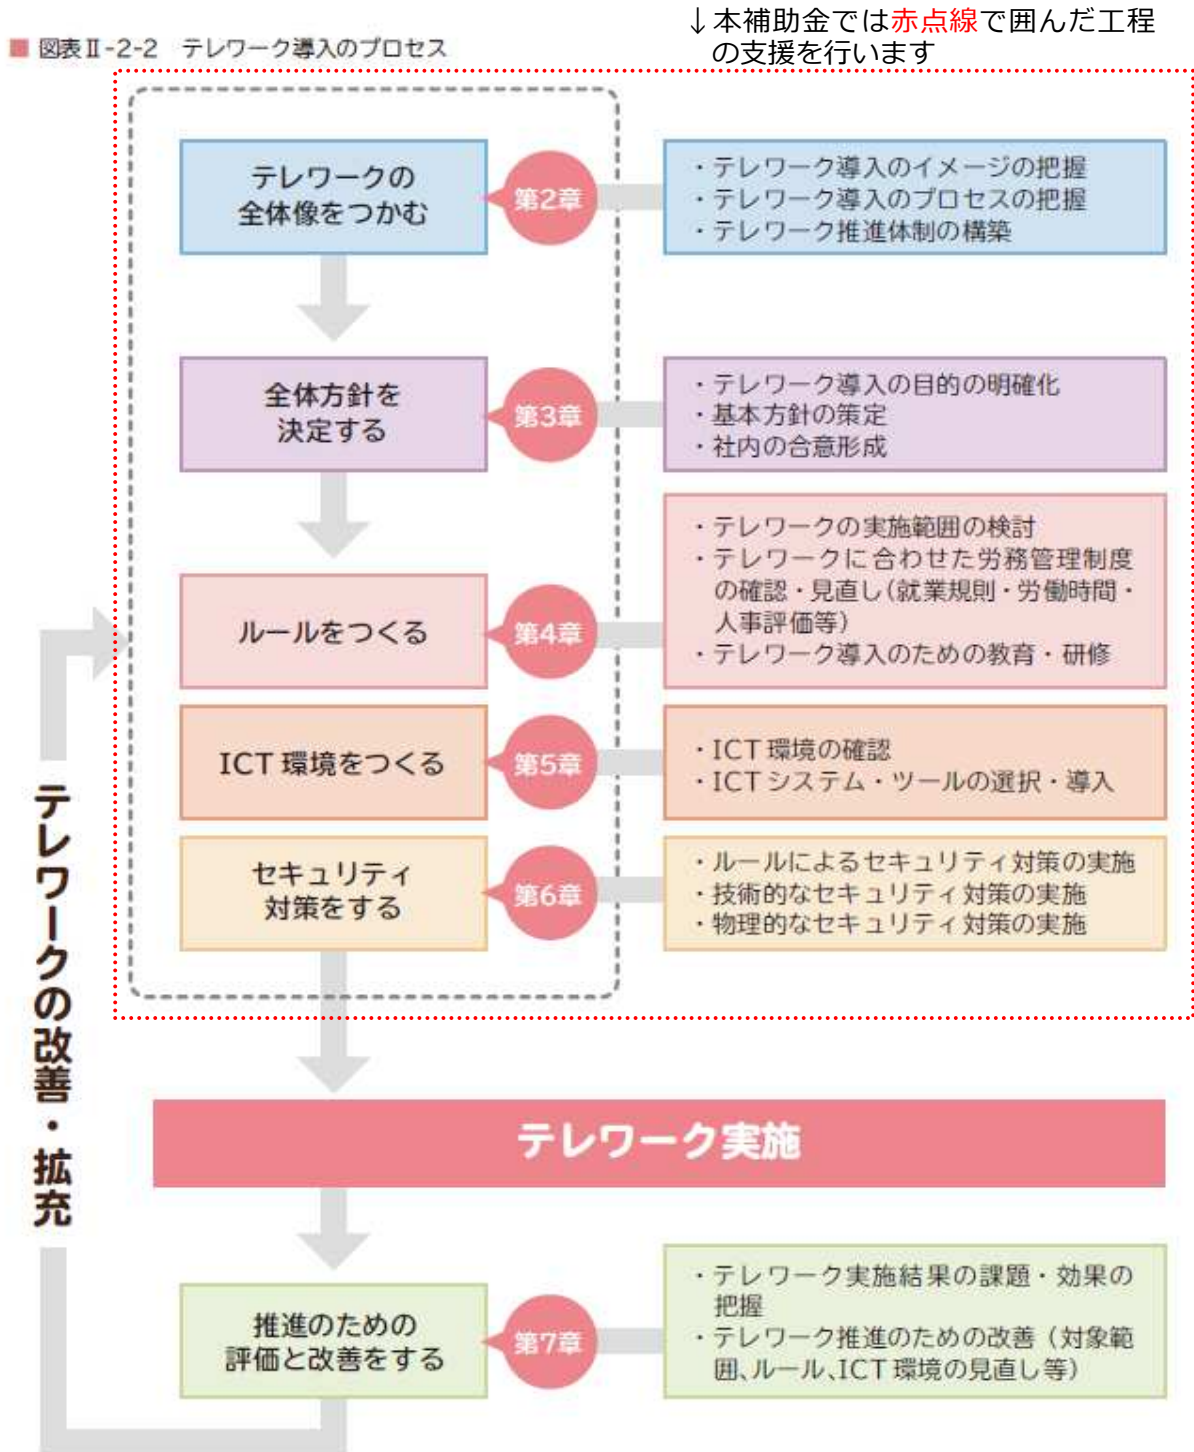 ↓本補助金では赤点線で囲んだ工程
の支援を行います
■ 図表Ⅱ-2-2 テレワーク導入のプロセス
テレワークの
全体像をつかむ
第2章
・テレワーク導入のイメージの把握
・テレワーク導入のプロセスの把握
・テレワーク推進体制の構築
全体方針を
決定する
第3章
・テレワーク導入の目的の明確化
・基本方針の策定
・社内の合意形成
ルールをつくる
第4章
・テレワークの実施範囲の検討
・テレワークに合わせた労務管理制度
の確認・見直し(就業規則・労働時間・
人事評価等)
・テレワーク導入のための教育・研修
ICT 環境をつくる
第5章
・ICT 環境の確認
・ICT システム・ツールの選択・導入
セキュリティ
対策をする
第6章
・ルールによるセキュリティ対策の実施
・技術的なセキュリティ対策の実施
・物理的なセキュリティ対策の実施
テレワーク実施
推進のための
評価と改善をする
第7章
・テレワーク実施結果の課題・効果の
把握
・テレワーク推進のための改善(対象範
囲、ルール、ICT 環境の見直し等)
テレワークの改善・拡充